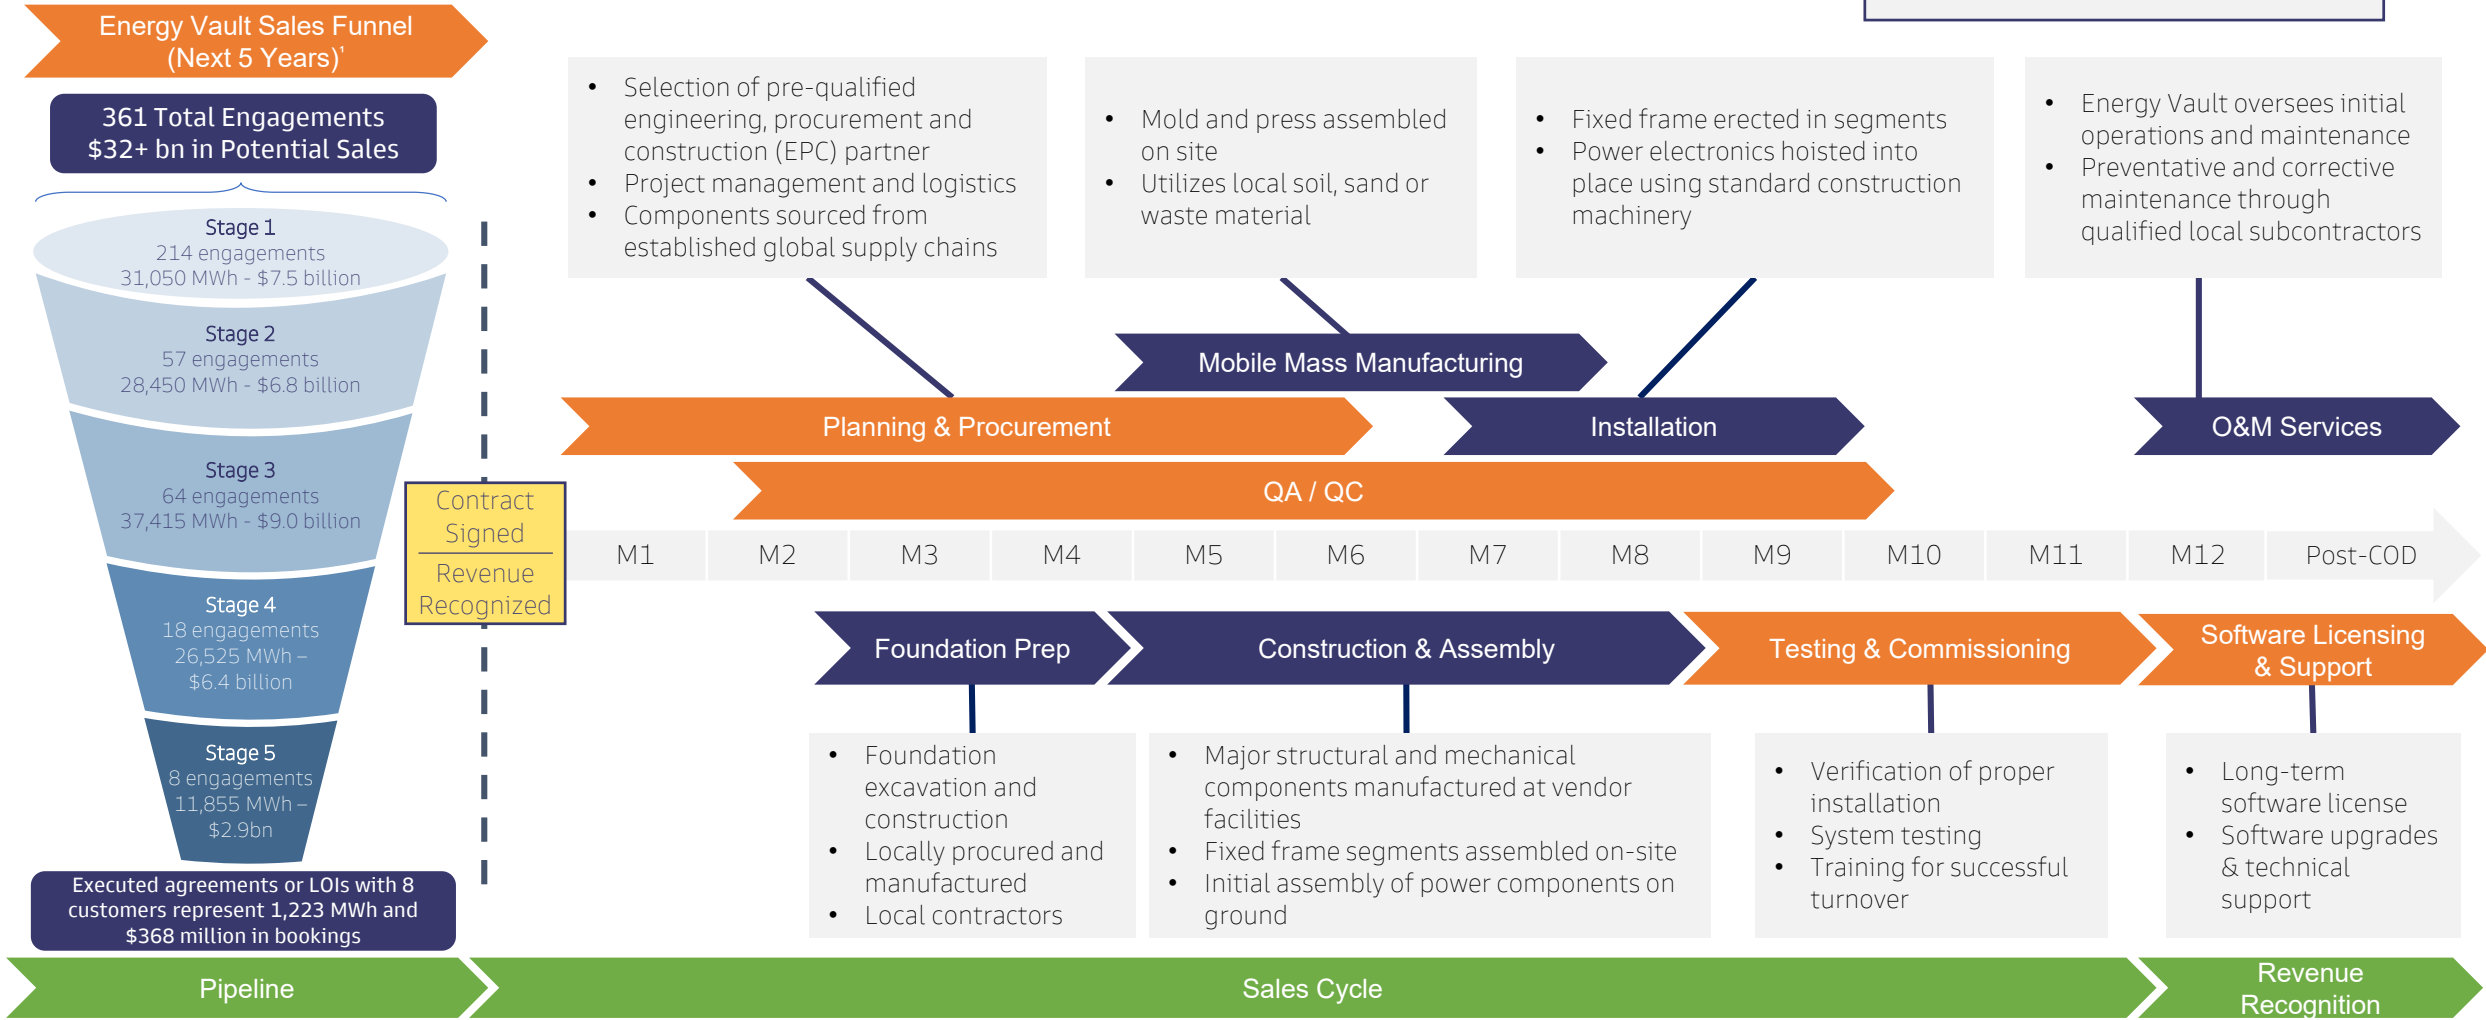 Energy Vault Sales Funnel
(Next 5 Years)¹
361 Total Engagements
$32+ bn in Potential Sales
Stage 1
214 engagements
31,050 MWh - $7.5 billion
Stage 2
57 engagements
28,450 MWh - $6.8 billion
Stage 3
64 engagements
37,415 MWh - $9.0 billion
Stage 4
18 engagements
26,525 MWh –
$6.4 billion
Stage 5
8 engagements
11,855 MWh –
$2.9bn
Executed agreements or LOIs with 8
customers represent 1,223 MWh and
$368 million in bookings
Contract
Signed
Revenue
Recognized
• Selection of pre-qualified
engineering, procurement and
construction (EPC) partner
• Project management and logistics
• Components sourced from
established global supply chains
• Mold and press assembled
on site
• Utilizes local soil, sand or
waste material
• Fixed frame erected in segments
• Power electronics hoisted into
place using standard construction
machinery
• Energy Vault oversees initial
operations and maintenance
• Preventative and corrective
maintenance through
qualified local subcontractors
Mobile Mass Manufacturing
Planning & Procurement
Installation
O&M Services
QA / QC
M1 M2 M3 M4 M5 M6 M7 M8 M9 M10 M11 M12 Post-COD
Foundation Prep
Construction & Assembly
Testing & Commissioning
Software Licensing
& Support
• Foundation
excavation and
construction
• Locally procured and
manufactured
• Local contractors
• Major structural and mechanical
components manufactured at vendor
facilities
• Fixed frame segments assembled on-site
• Initial assembly of power components on
ground
• Verification of proper
installation
• System testing
• Training for successful
turnover
• Long-term
software license
• Software upgrades
& technical
support
Pipeline
Sales Cycle
Revenue
Recognition